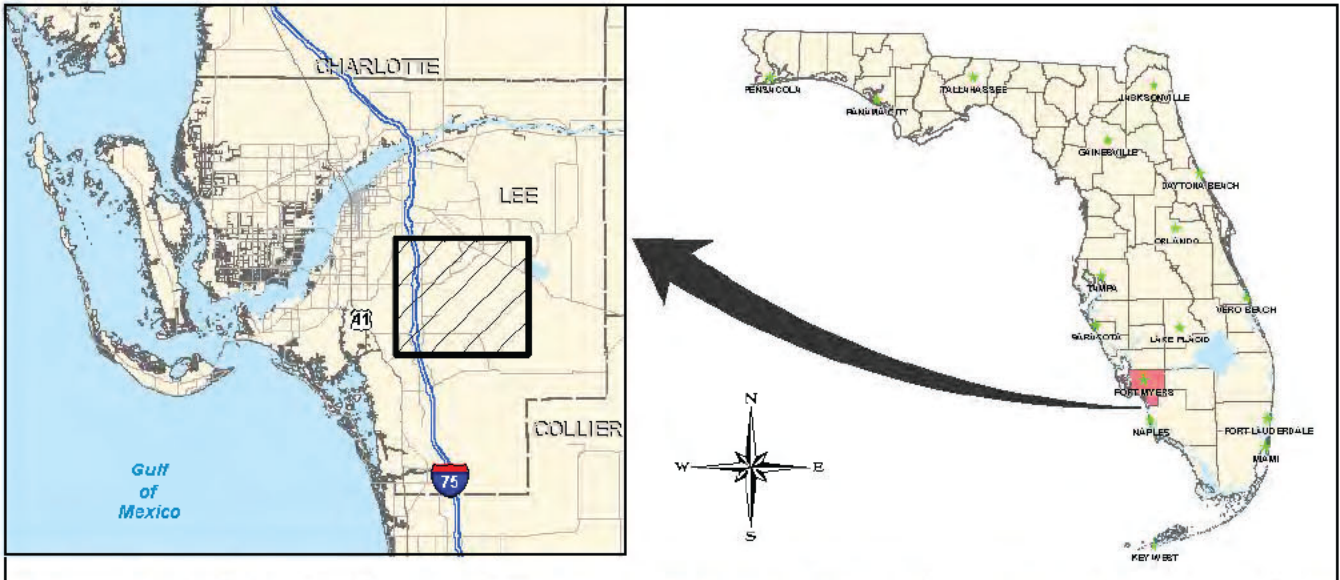 CHARLOTTE
LEE
41
COLLIER
75
Gulf
of
Mexico
PENSACOLA
PANAMA CITY
TALLAHASSEE
JACKSONVILLE
GAINESVILLE
DAYTONA BEACH
ORLANDO
TAMPA
VERO BEACH
SARASOTA
LAKE PLACID
FORT MYERS
NAPLES
FORT LAUDERDALE
MIAMI
KEY WEST
N
W
E
S